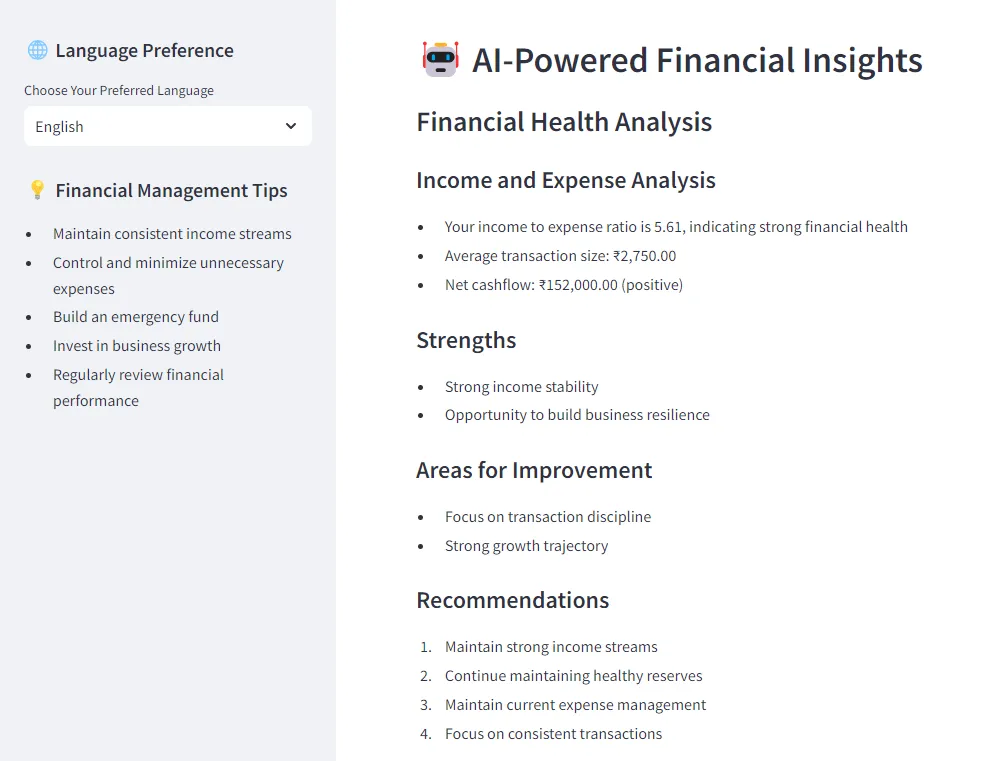 Language Preference
Choose Your Preferred Language
English
Financial Management Tips
Maintain consistent income streams
Control and minimize unnecessary
expenses
Build an emergency fund
Invest in business growth
Regularly review financial
performance
AI-Powered Financial Insights
Financial Health Analysis
Income and Expense Analysis
Your income to expense ratio is 5.61, indicating strong financial health
Average transaction size: ₹2,750.00
Net cashflow: ₹152,000.00 (positive)
Strengths
Strong income stability
Opportunity to build business resilience
Areas for Improvement
Focus on transaction discipline
Strong growth trajectory
Recommendations
1. Maintain strong income streams
2. Continue maintaining healthy reserves
3. Maintain current expense management
4. Focus on consistent transactions